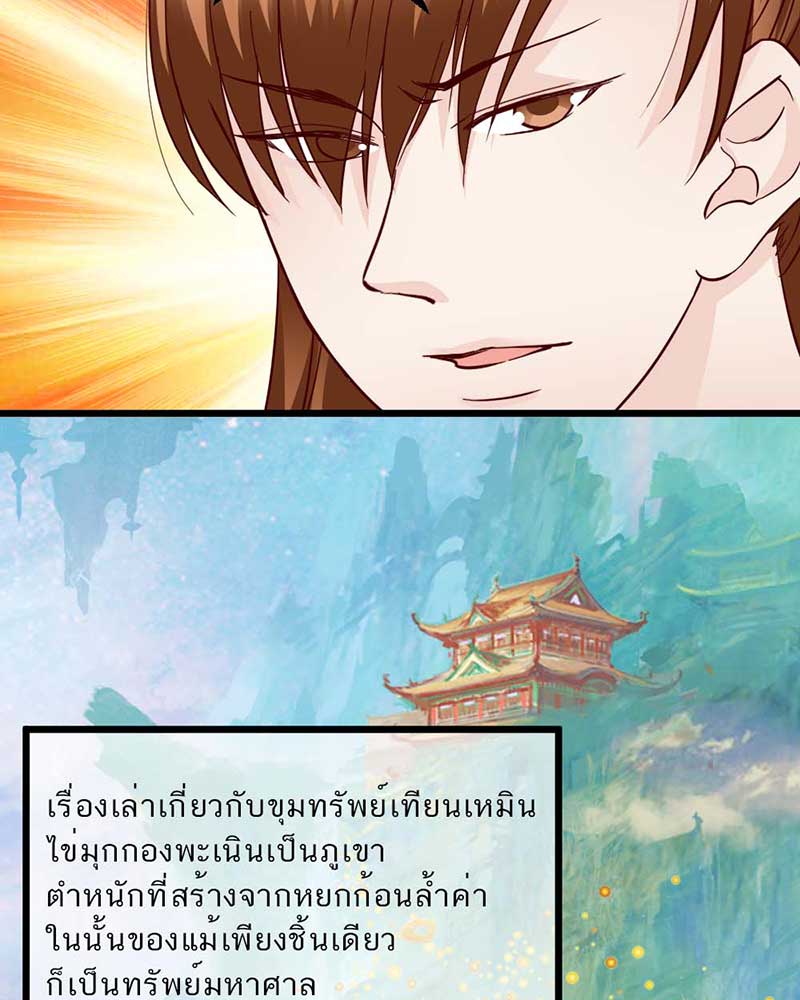 เรื่องเล่าเกี่ยวกับขุมทรัพย์เทียนเหมิน
ไข่มุกกองพะเนินเป็นภูเขา
ตำหนักที่สร้างจากหยกก้อนล้ำค่า
ในนั้นของแม้เพียงชิ้นเดียว
ก็เป็นทรัพย์มหาศาล